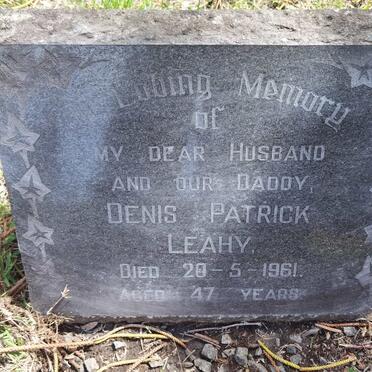 Loving Memory
of
MY DEAR HUSBAND
AND OUR DADDY,
DENIS PATRICK
LEAHY,
DIED 20-5-1961.
AGED 47 YEARS